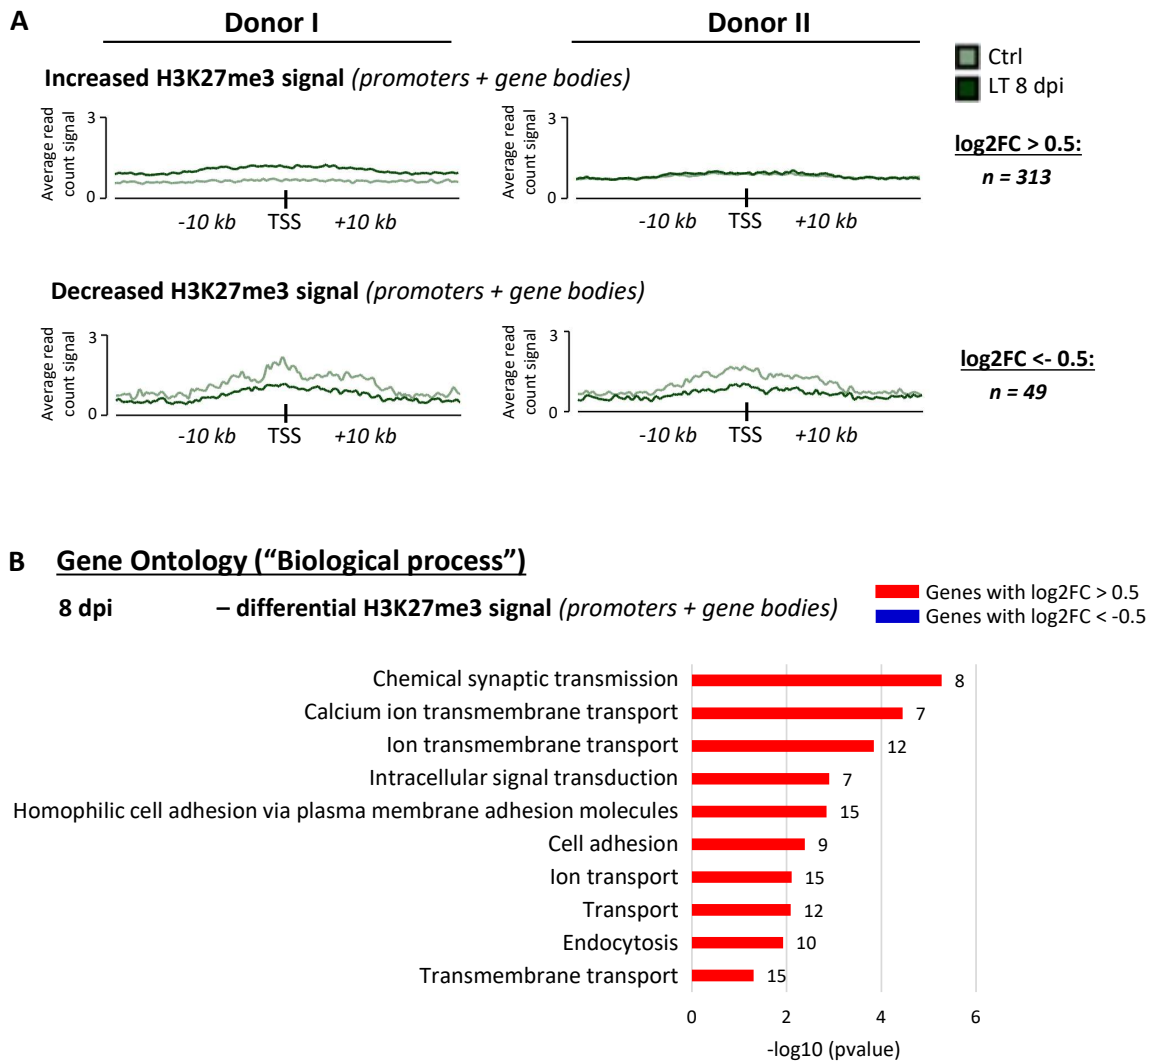 A
Donor I
Donor II
Ctrl
LT 8 dpi
Increased H3K27me3 signal (promoters + gene bodies)
Average read
count signal
3
0
-10 kb TSS +10 kb
Average read
count signal
3
0
-10 kb TSS +10 kb
log2FC > 0.5:
n = 313
Decreased H3K27me3 signal (promoters + gene bodies)
Average read
count signal
3
0
-10 kb TSS +10 kb
Average read
count signal
3
0
-10 kb TSS +10 kb
log2FC <- 0.5:
n = 49
B Gene Ontology (“Biological process”)
8 dpi – differential H3K27me3 signal (promoters + gene bodies)
Genes with log2FC > 0.5
Genes with log2FC < -0.5
Chemical synaptic transmission 8
Calcium ion transmembrane transport 7
Ion transmembrane transport 12
Intracellular signal transduction 7
Homophilic cell adhesion via plasma membrane adhesion molecules 15
Cell adhesion 9
Ion transport 15
Transport 12
Endocytosis 10
Transmembrane transport 15
0 2 4 6
-log10 (pvalue)